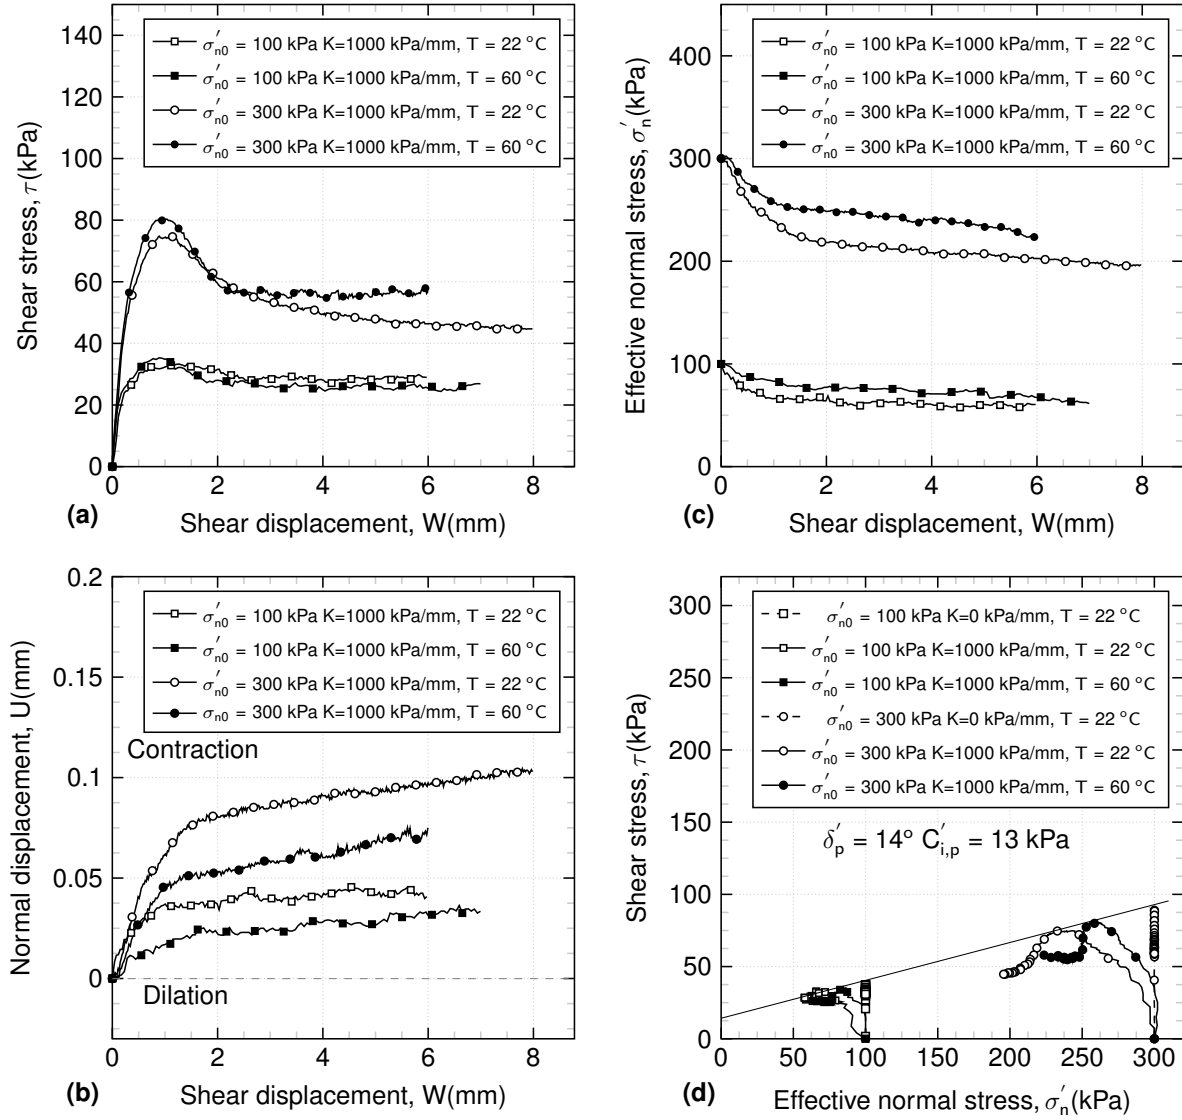 140
120
100
80
60
40
20
0
Shear stress, τ(kPa)
σ′n0 = 100 kPa K=1000 kPa/mm, T = 22 °C
σ′n0 = 100 kPa K=1000 kPa/mm, T = 60 °C
σ′n0 = 300 kPa K=1000 kPa/mm, T = 22 °C
σ′n0 = 300 kPa K=1000 kPa/mm, T = 60 °C
0 2 4 6 8
(a) Shear displacement, W(mm)
400
300
200
100
0
Effective normal stress, σ′n(kPa)
σ′n0 = 100 kPa K=1000 kPa/mm, T = 22 °C
σ′n0 = 100 kPa K=1000 kPa/mm, T = 60 °C
σ′n0 = 300 kPa K=1000 kPa/mm, T = 22 °C
σ′n0 = 300 kPa K=1000 kPa/mm, T = 60 °C
0 2 4 6 8
(c) Shear displacement, W(mm)
0.2
0.15
0.1
0.05
0
Normal displacement, U(mm)
σ′n0 = 100 kPa K=1000 kPa/mm, T = 22 °C
σ′n0 = 100 kPa K=1000 kPa/mm, T = 60 °C
σ′n0 = 300 kPa K=1000 kPa/mm, T = 22 °C
σn0 = 300 kPa K=1000 kPa/mm, T = 60 °C
Contraction
Dilation
0 2 4 6 8
(b) Shear displacement, W(mm)
300
250
200
150
100
50
0
Shear stress, τ(kPa)
σ′n0 = 100 kPa K=0 kPa/mm, T = 22 °C
σ′n0 = 100 kPa K=1000 kPa/mm, T = 22 °C
σ′n0 = 100 kPa K=1000 kPa/mm, T = 60 °C
σ′n0 = 300 kPa K=0 kPa/mm, T = 22 °C
σ′n0 = 300 kPa K=1000 kPa/mm, T = 22 °C
σ′n0 = 300 kPa K=1000 kPa/mm, T = 60 °C
δ′p = 14° C′i,p = 13 kPa
0 50 100 150 200 250 300
(d) Effective normal stress, σ′n(kPa)